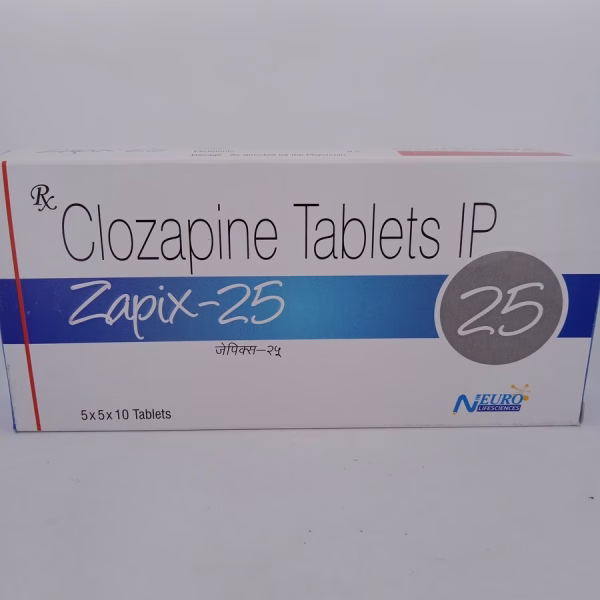 Rx Clozapine Tablets IP
Zapix-25
25
जेपिक्स-२५
5x5x10 Tablets
NEURO
LIFESCIENCES